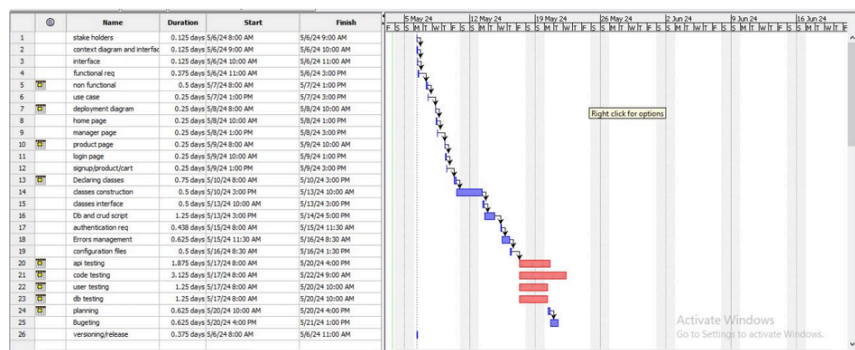 Name Duration Start Finish
5 May 24 12 May 24 19 May 24 26 May 24 2 Jun 24 9 Jun 24 16 Jun 24
F S S M T W T F S S M T W T F S S M T W T F S S M T W T F S S M T W T F S S M T W T F S S M T W T F
1 stake holders 0.125 days 5/6/24 8:00 AM 5/6/24 9:00 AM
2 context diagram and interfac 0.125 days 5/6/24 9:00 AM 5/6/24 10:00 AM
3 interface 0.125 days 5/6/24 10:00 AM 5/6/24 11:00 AM
4 functional req 0.375 days 5/6/24 11:00 AM 5/6/24 3:00 PM
5 non functional 0.5 days 5/7/24 8:00 AM 5/7/24 1:00 PM
6 use case 0.25 days 5/7/24 1:00 PM 5/7/24 3:00 PM
7 deployment diagram 0.25 days 5/8/24 8:00 AM 5/8/24 10:00 AM
8 home page 0.25 days 5/8/24 10:00 AM 5/8/24 1:00 PM
Right click for options
9 manager page 0.25 days 5/8/24 1:00 PM 5/8/24 3:00 PM
10 product page 0.25 days 5/9/24 8:00 AM 5/9/24 10:00 AM
11 login page 0.25 days 5/9/24 10:00 AM 5/9/24 1:00 PM
12 signup/product/cart 0.25 days 5/9/24 1:00 PM 5/9/24 3:00 PM
13 Declaring classes 0.75 days 5/10/24 8:00 AM 5/10/24 3:00 PM
14 classes construction 0.5 days 5/10/24 3:00 PM 5/13/24 10:00 AM
15 classes interface 0.5 days 5/13/24 10:00 AM 5/13/24 3:00 PM
16 Db and crud script 1.25 days 5/13/24 3:00 PM 5/14/24 5:00 PM
17 authentication req 0.438 days 5/15/24 8:00 AM 5/15/24 11:30 AM
18 Errors management 0.625 days 5/15/24 11:30 AM 5/16/24 8:30 AM
19 configuration files 0.5 days 5/16/24 8:30 AM 5/16/24 1:30 PM
20 api testing 1.875 days 5/17/24 8:00 AM 5/20/24 4:00 PM
21 code testing 3.125 days 5/17/24 8:00 AM 5/22/24 9:00 AM
22 user testing 1.25 days 5/17/24 8:00 AM 5/20/24 10:00 AM
23 db testing 1.25 days 5/17/24 8:00 AM 5/20/24 10:00 AM
24 planning 0.625 days 5/20/24 10:00 AM 5/20/24 4:00 PM
25 Bugeting 0.625 days 5/20/24 4:00 PM 5/21/24 1:00 PM
26 versioning/release 0.375 days 5/6/24 8:00 AM 5/6/24 11:00 AM
Activate Windows
Go to Settings to activate Windows.